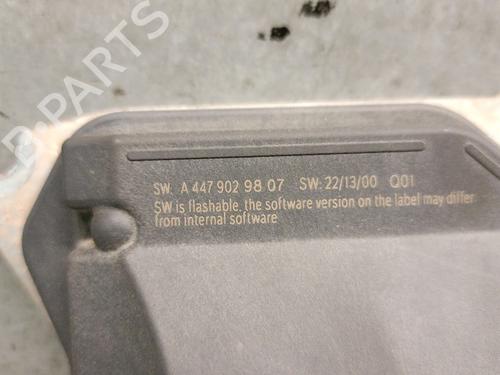 B-PARTS
SW: A 447 902 98 07 SW: 22/13/00 Q01
SW is flashable, the software version on the label may differ
from internal software